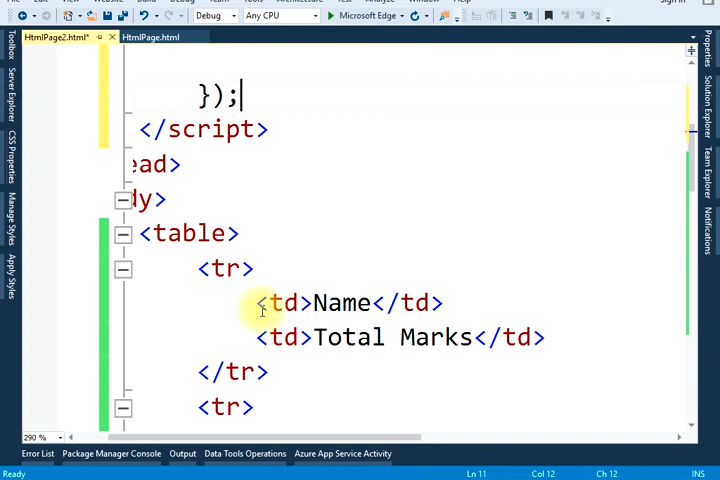 Sign in
Debug
Any CPU
Microsoft Edge
HtmlPage2.html*
HtmlPage.html
Toolbox
Server Explorer
CSS Properties
Manage Styles
Apply Styles
});
</script>
ead>
dy>
<table>
<tr>
<td>Name</td>
<td>Total Marks</td>
</tr>
<tr>
Properties
Solution Explorer
Team Explorer
Notifications
290 %
Error List
Package Manager Console
Output
Data Tools Operations
Azure App Service Activity
Ready
Ln 11
Col 12
Ch 12
INS